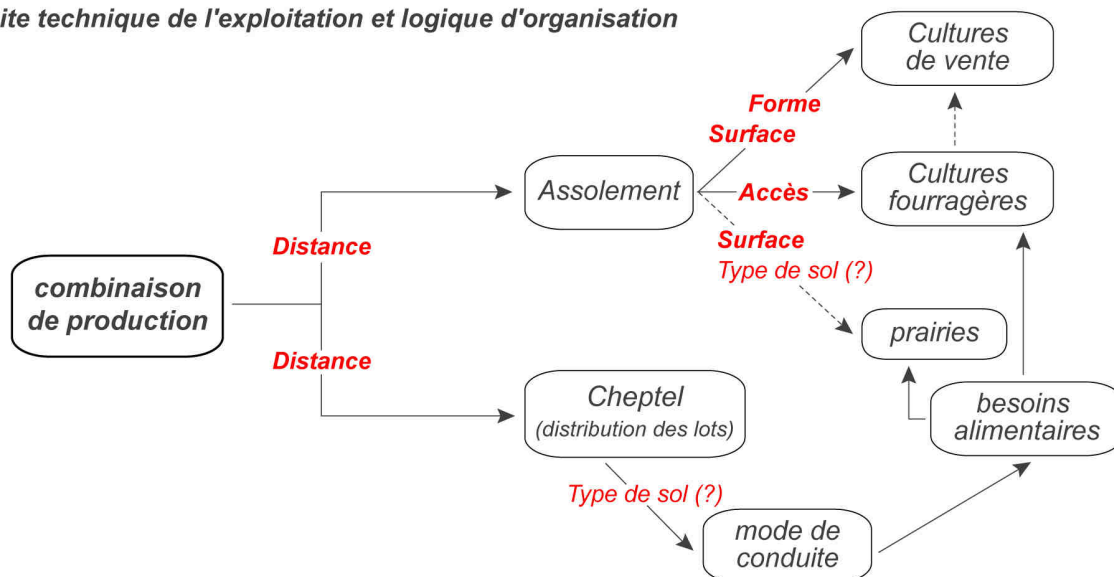 ite technique de l'exploitation et logique d'organisation
Cultures
de vente
Forme
Surface
Assolement
Accès
Cultures
fourragères
Distance
Surface
Type de sol (?)
combinaison
de production
prairies
Distance
Cheptel
(distribution des lots)
besoins
alimentaires
Type de sol (?)
mode de
conduite